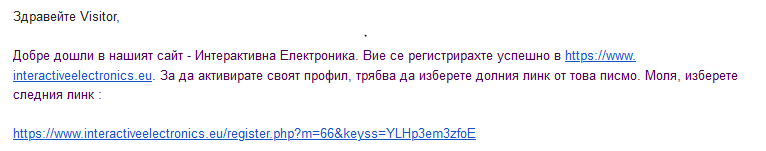 Здравейте Visitor,
Добре дошли в нашият сайт - Интерактивна Електроника. Вие се регистрирахте успешно в https://www.
interactiveelectronics.eu. За да активирате своят профил, трябва да изберете долния линк от това писмо. Моля, изберете
следния линк :
https://www.interactiveelectronics.eu/register.php?m=66&keyss=YLHp3em3zfoE